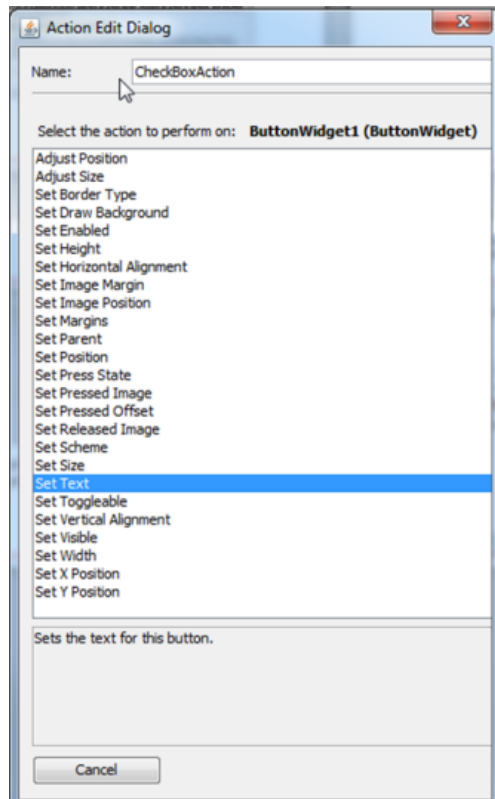 Action Edit Dialog
Name: CheckBoxAction
Select the action to perform on: ButtonWidget1 (ButtonWidget)
Adjust Position
Adjust Size
Set Border Type
Set Draw Background
Set Enabled
Set Height
Set Horizontal Alignment
Set Image Margin
Set Image Position
Set Margins
Set Parent
Set Position
Set Press State
Set Pressed Image
Set Pressed Offset
Set Released Image
Set Scheme
Set Size
Set Text
Set Toggleable
Set Vertical Alignment
Set Visible
Set Width
Set X Position
Set Y Position
Sets the text for this button.
Cancel